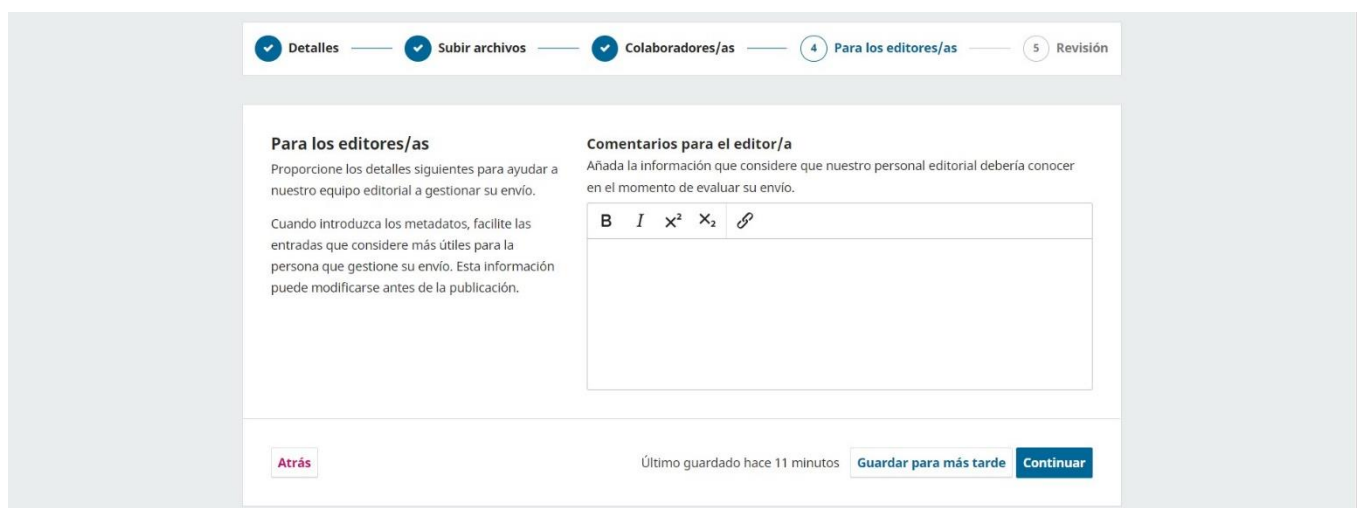 Detalles
Subir archivos
Colaboradores/as
4 Para los editores/as
5 Revisión
Para los editores/as
Proporcione los detalles siguientes para ayudar a
nuestro equipo editorial a gestionar su envío.
Cuando introduzca los metadatos, facilite las
entradas que considere más útiles para la
persona que gestione su envío. Esta información
puede modificarse antes de la publicación.
Comentarios para el editor/a
Añada la información que considere que nuestro personal editorial debería conocer
en el momento de evaluar su envío.
B I X² X₂
Atrás
Último guardado hace 11 minutos
Guardar para más tarde
Continuar